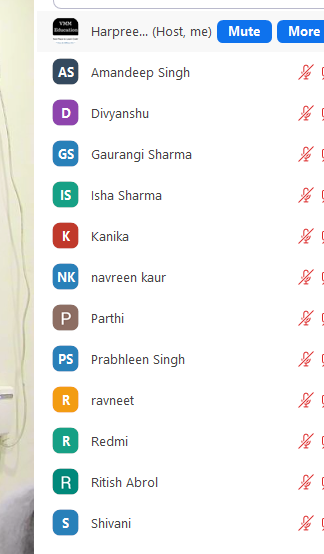 VMM
Education
Harpree... (Host, me) Mute More
AS Amandeep Singh
D Divyanshu
GS Gaurangi Sharma
IS Isha Sharma
K Kanika
NK navreen kaur
P Parthi
PS Prabhleen Singh
R ravneet
R Redmi
R Ritish Abrol
S Shivani